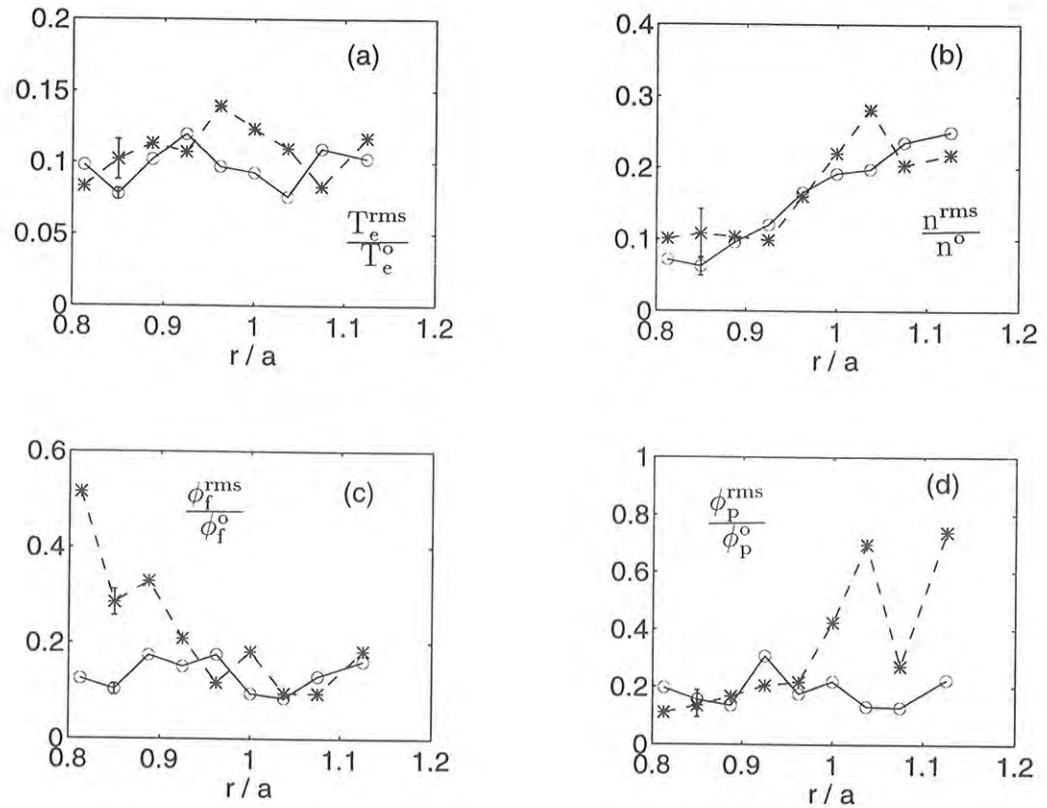 0.2
0.15
0.1
0.05
0
(a)
T_e^rms
T_e^o
0.8 0.9 1 1.1 1.2
r / a
0.4
0.3
0.2
0.1
0
(b)
n^rms
n^o
0.8 0.9 1 1.1 1.2
r / a
0.6
0.4
0.2
0
(c)
ϕ_f^rms
ϕ_f^o
0.8 0.9 1 1.1 1.2
r / a
1
0.8
0.6
0.4
0.2
0
(d)
ϕ_p^rms
ϕ_p^o
0.8 0.9 1 1.1 1.2
r / a